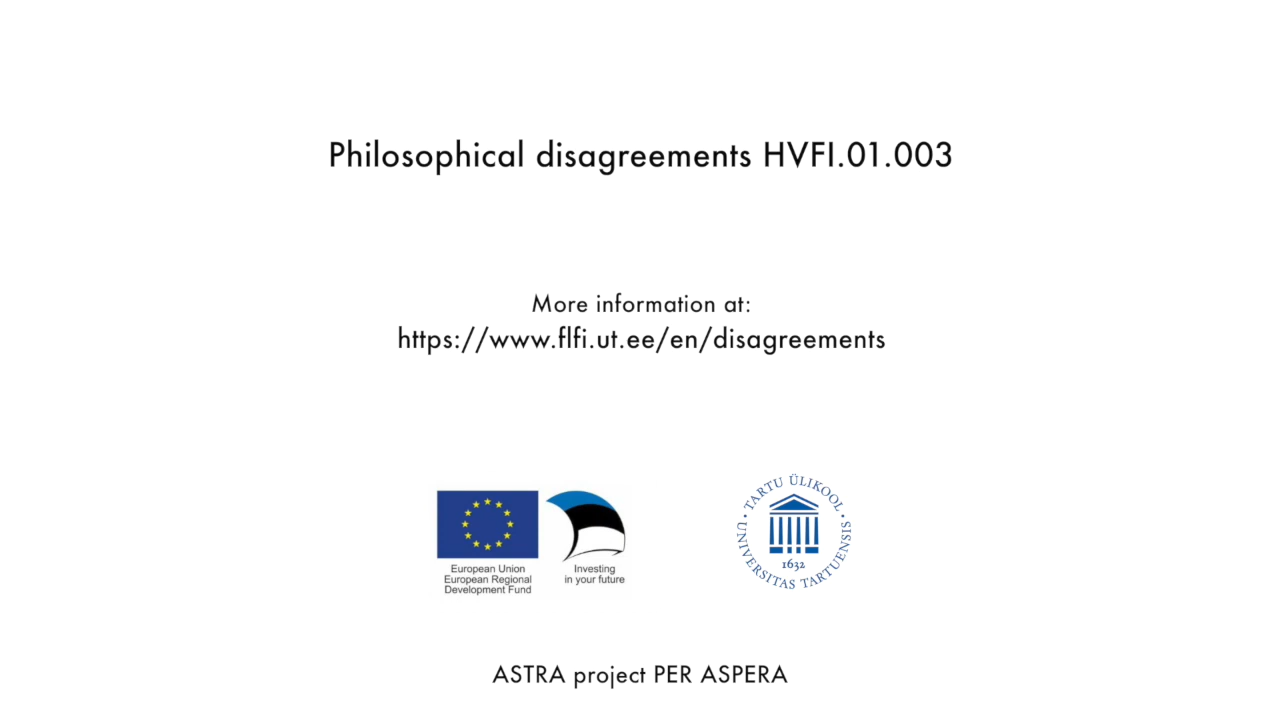 Philosophical disagreements HVFI.01.003
More information at:
https://www.flfi.ut.ee/en/disagreements
European Union
European Regional
Development Fund
Investing
in your future
· TARTU ÜLIKOOL ·
UNIVERSITAS TARTUENSIS
1632
ASTRA project PER ASPERA